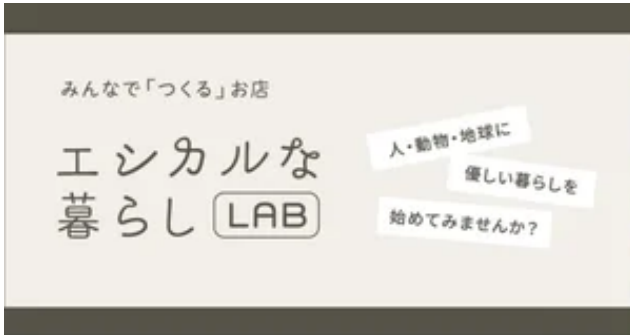 みんなで「つくる」お店
エシカルな
暮らし LAB
人・動物・地球に
優しい暮らしを
始めてみませんか？